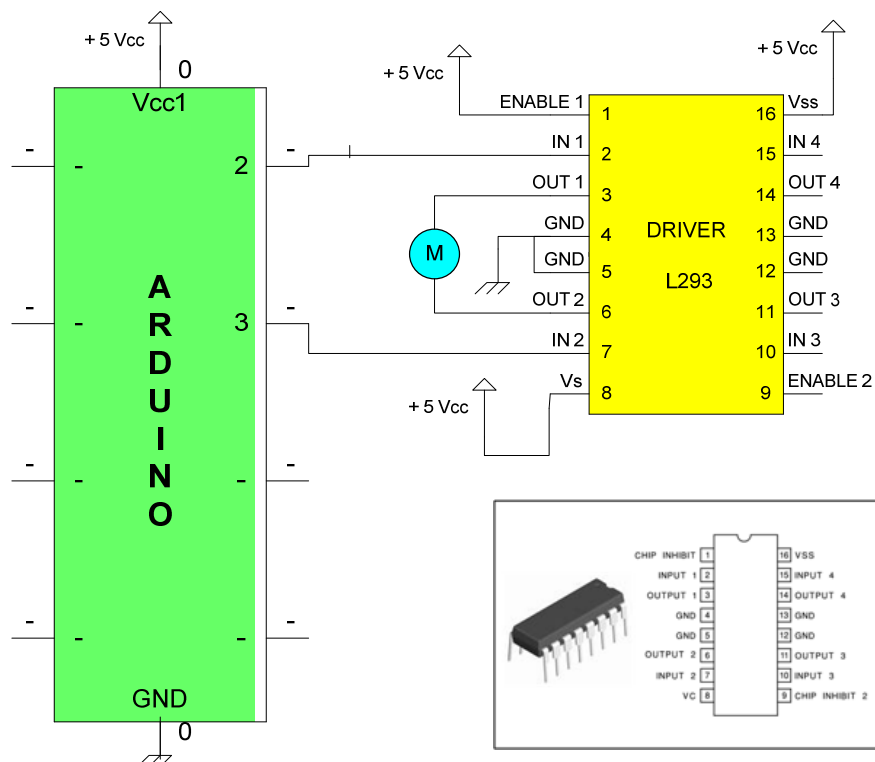 + 5 Vcc
0
Vcc1
-
-
2
-
-
-
3
-
-
-
-
-
-
-
-
ARDUINO
GND
0
+ 5 Vcc
+ 5 Vcc
ENABLE 1
1
16
Vss
IN 1
2
15
IN 4
OUT 1
3
14
OUT 4
GND
4
13
GND
M
DRIVER
GND
5
12
GND
L293
OUT 2
6
11
OUT 3
IN 2
7
10
IN 3
Vs
8
9
ENABLE 2
+ 5 Vcc
CHIP INHIBIT 1
16 VSS
INPUT 1 2
15 INPUT 4
OUTPUT 1 3
14 OUTPUT 4
GND 4
13 GND
GND 5
12 GND
OUTPUT 2 6
11 OUTPUT 3
INPUT 2 7
10 INPUT 3
VC 8
9 CHIP INHIBIT 2